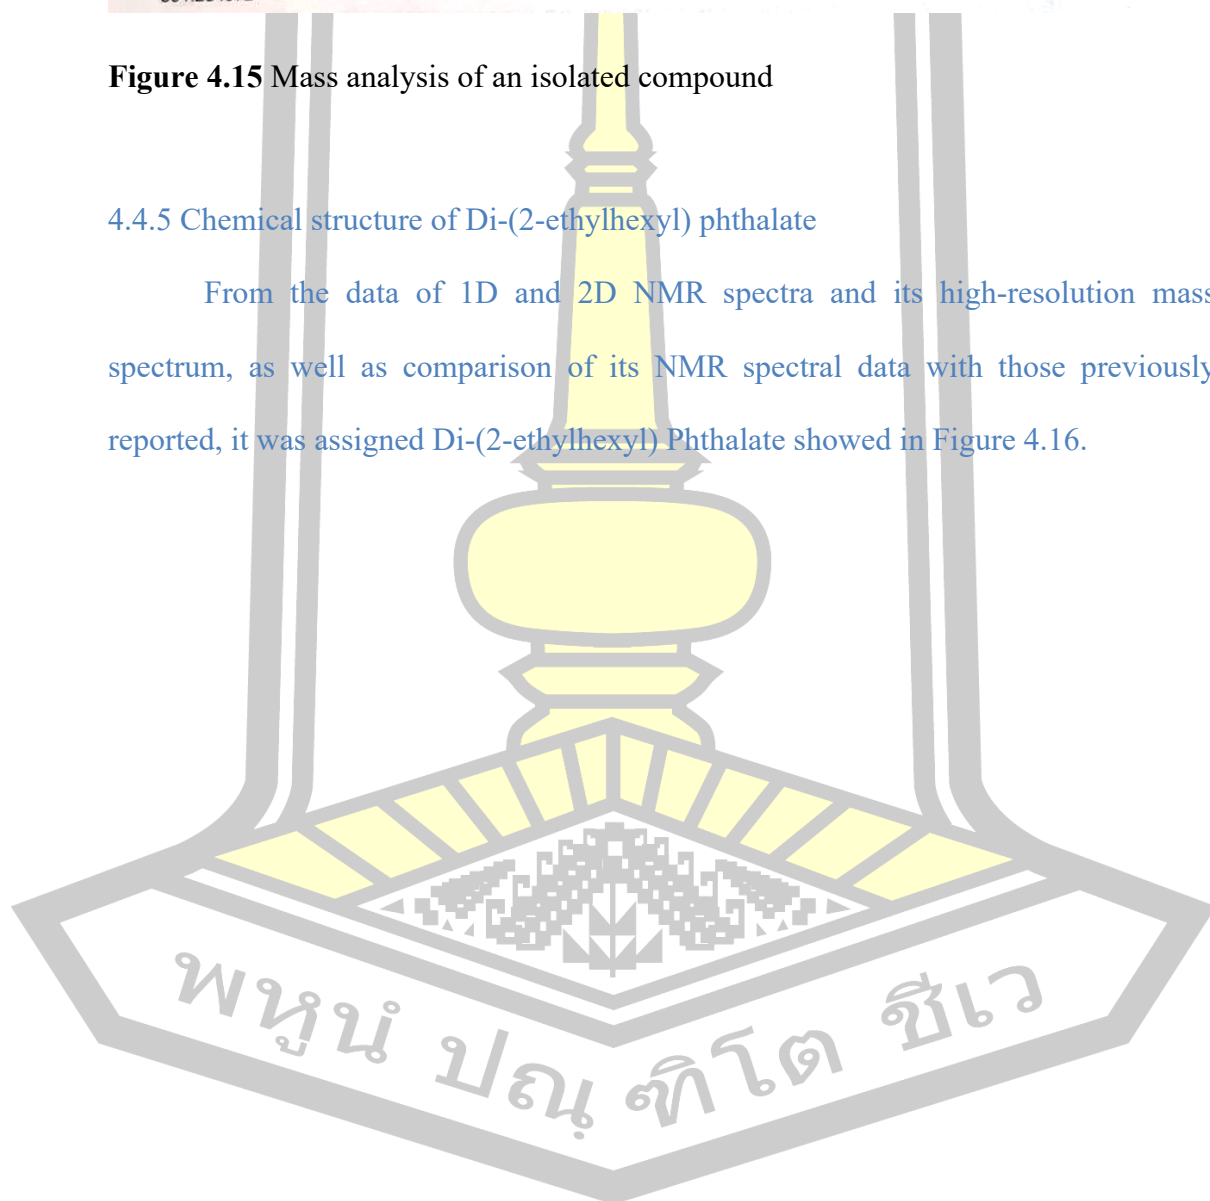 Figure 4.15 Mass analysis of an isolated compound
4.4.5 Chemical structure of Di-(2-ethylhexyl) phthalate
From the data of 1D and 2D NMR spectra and its high-resolution mass
spectrum, as well as comparison of its NMR spectral data with those previously
reported, it was assigned Di-(2-ethylhexyl) Phthalate showed in Figure 4.16.
พหูนํ ปณฺฑิโต ชีเว